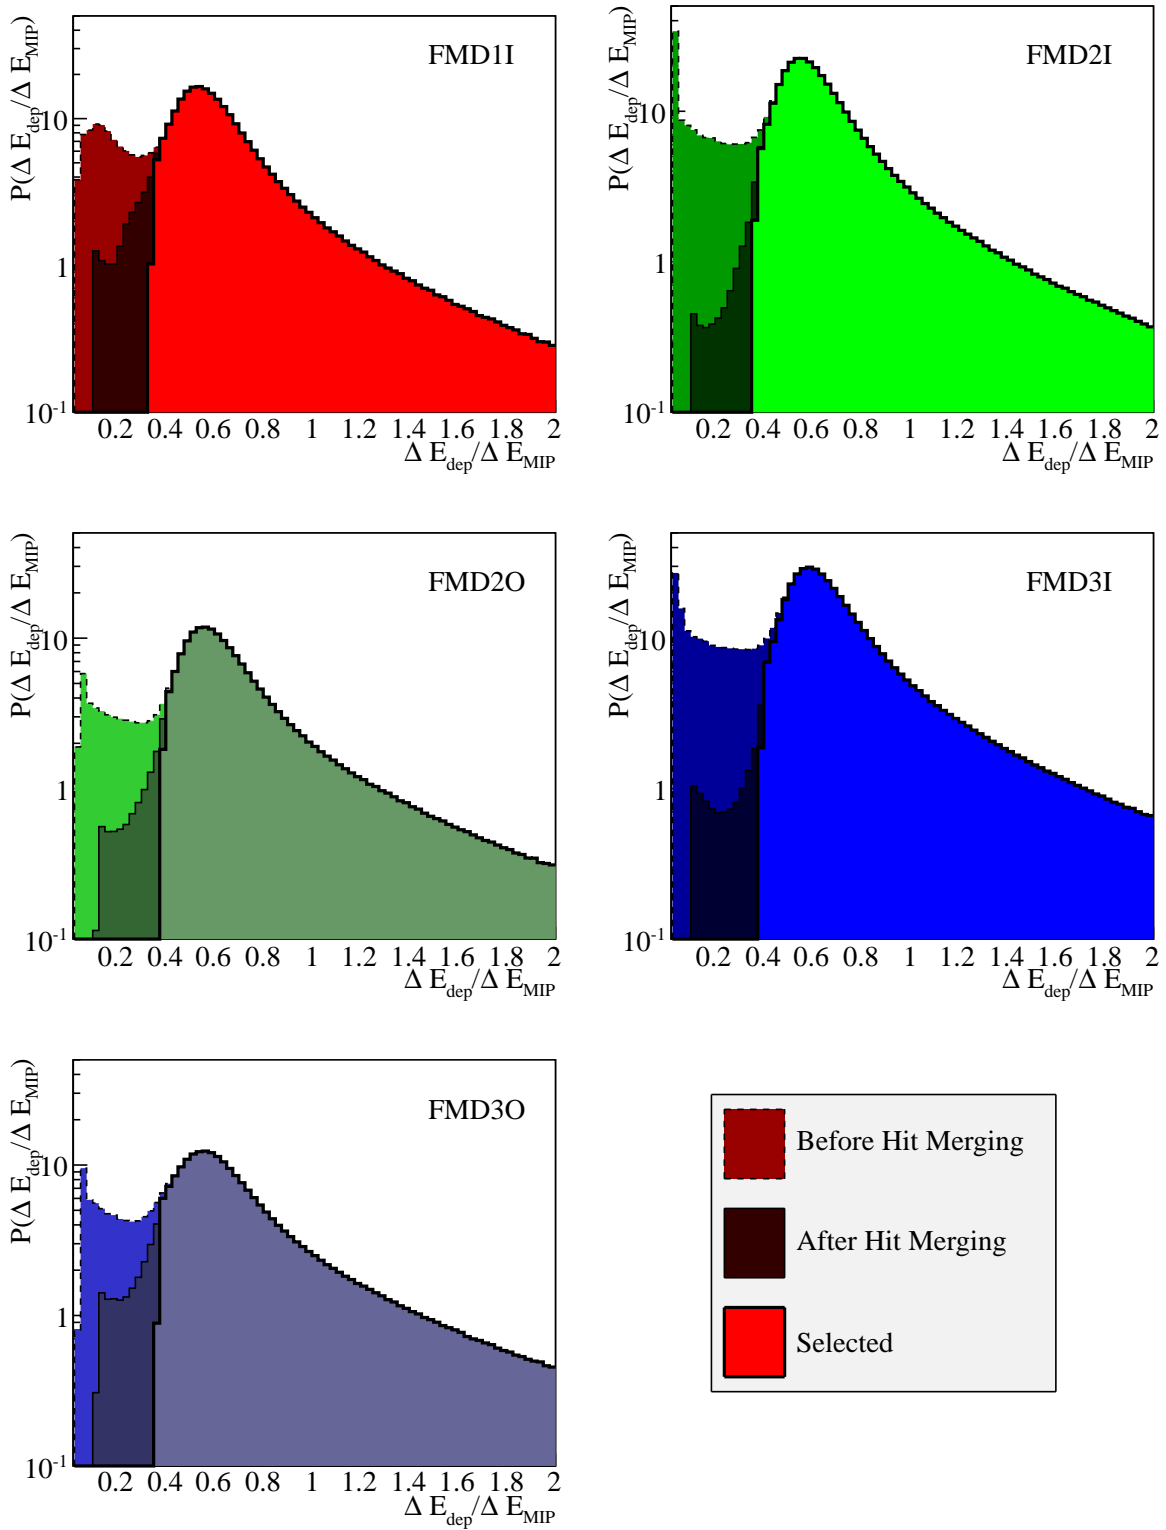 P(Δ E_dep/Δ E_MIP)
FMD1I
10
1
10^-1
0.2 0.4 0.6 0.8 1 1.2 1.4 1.6 1.8 2
Δ E_dep/Δ E_MIP
P(Δ E_dep/Δ E_MIP)
FMD2I
10
1
10^-1
0.2 0.4 0.6 0.8 1 1.2 1.4 1.6 1.8 2
Δ E_dep/Δ E_MIP
P(Δ E_dep/Δ E_MIP)
FMD2O
10
1
10^-1
0.2 0.4 0.6 0.8 1 1.2 1.4 1.6 1.8 2
Δ E_dep/Δ E_MIP
P(Δ E_dep/Δ E_MIP)
FMD3I
10
1
10^-1
0.2 0.4 0.6 0.8 1 1.2 1.4 1.6 1.8 2
Δ E_dep/Δ E_MIP
P(Δ E_dep/Δ E_MIP)
FMD3O
10
1
10^-1
0.2 0.4 0.6 0.8 1 1.2 1.4 1.6 1.8 2
Δ E_dep/Δ E_MIP
Before Hit Merging
After Hit Merging
Selected